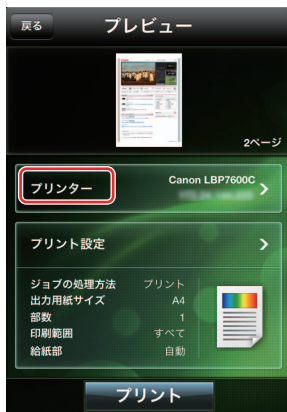 戻る
プレビュー
2ページ
プリンター
Canon LBP7600C
プリント設定
ジョブの処理方法 プリント
出力用紙サイズ A4
部数 1
印刷範囲 すべて
給紙部 自動
プリント